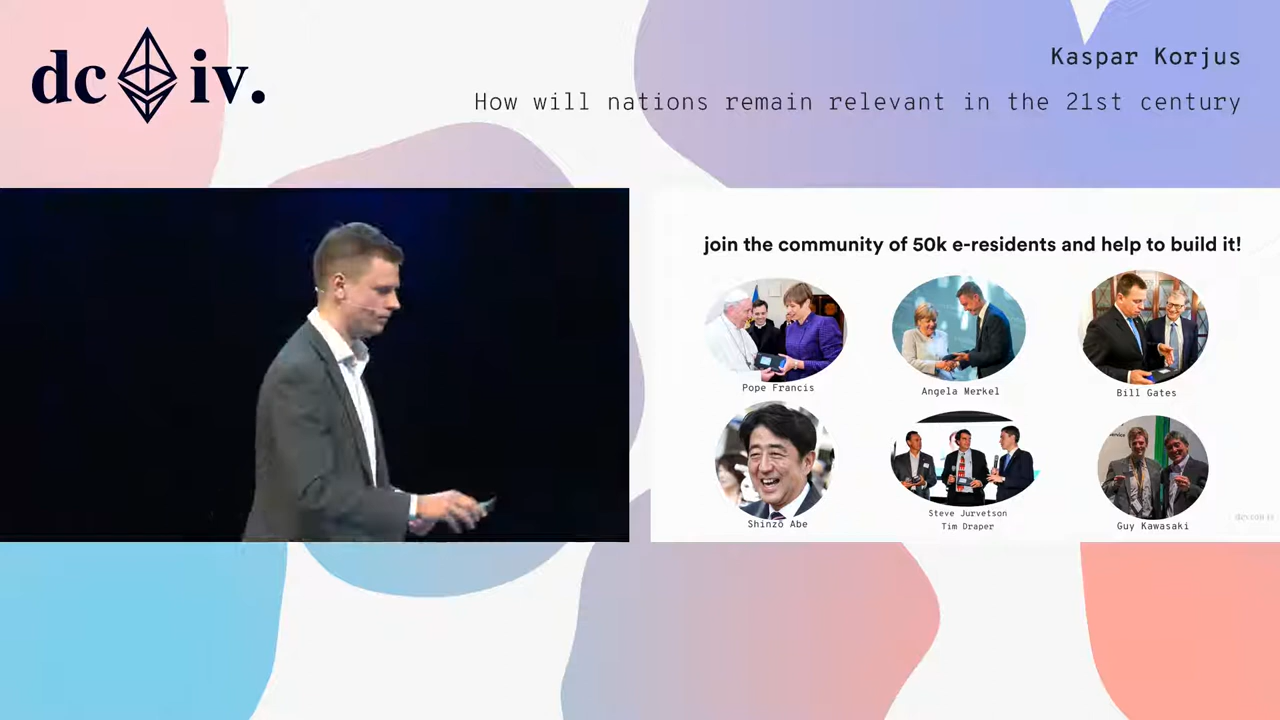 dc iv.
Kaspar Korjus
How will nations remain relevant in the 21st century
join the community of 50k e-residents and help to build it!
Pope Francis
Angela Merkel
Bill Gates
Shinzō Abe
Steve Jurvetson
Tim Draper
Guy Kawasaki